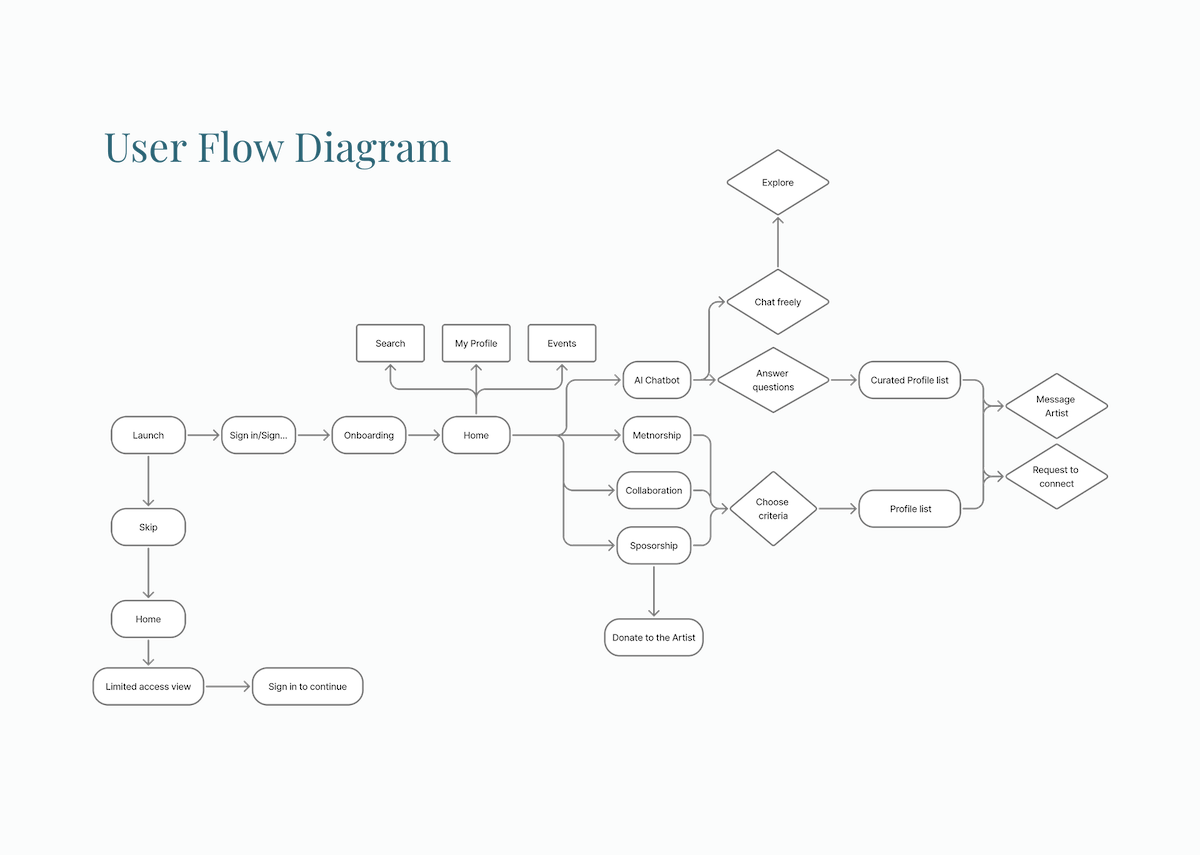 User Flow Diagram
Explore
Chat freely
Search
My Profile
Events
AI Chatbot
Answer
questions
Curated Profile list
Message
Artist
Launch
Sign in/Sign...
Onboarding
Home
Metnorship
Collaboration
Choose
criteria
Profile list
Request to
connect
Skip
Sposorship
Home
Donate to the Artist
Limited access view
Sign in to continue